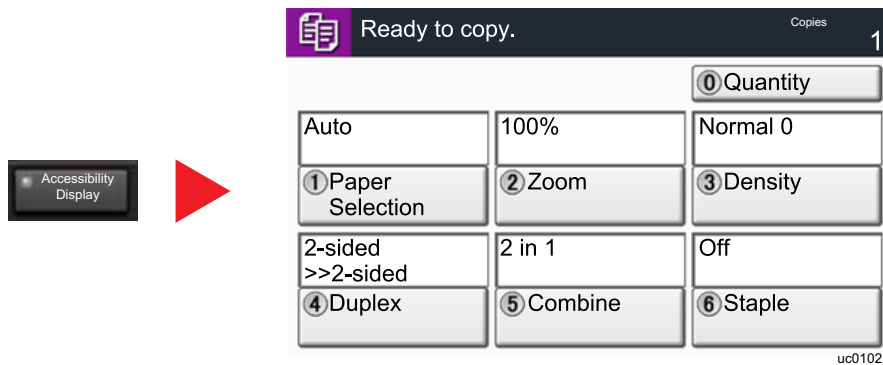 Ready to copy.
Copies
1
0 Quantity
Auto
100%
Normal 0
Accessibility
Display
1 Paper
Selection
2 Zoom
3 Density
2-sided
>>2-sided
2 in 1
Off
4 Duplex
5 Combine
6 Staple
uc0102